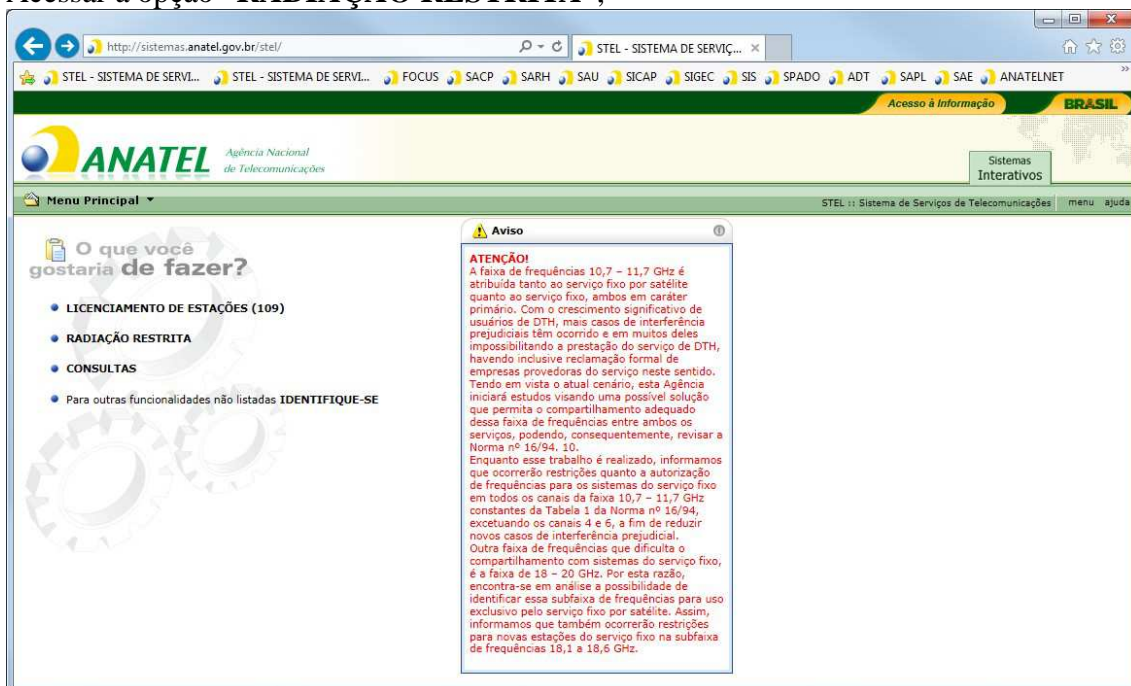 Acessar a opção "RADIAÇÃO RESTRITA";
http://sistemas.anatel.gov.br/stel/
STEL - SISTEMA DE SERVIÇ...
STEL - SISTEMA DE SERVI... STEL - SISTEMA DE SERVI... FOCUS SACP SARH SAU SICAP SIGEC SIS SPADO ADT SAPL SAE ANATELNET
Acesso à Informação BRASIL
ANATEL
Agência Nacional
de Telecomunicações
Sistemas
Interativos
Menu Principal
STEL :: Sistema de Serviços de Telecomunicações menu ajuda
O que você
gostaria de fazer?
LICENCIAMENTO DE ESTAÇÕES (109)
RADIAÇÃO RESTRITA
CONSULTAS
Para outras funcionalidades não listadas IDENTIFIQUE-SE
Aviso
ATENÇÃO!
A faixa de frequências 10,7 – 11,7 GHz é
atribuída tanto ao serviço fixo por satélite
quanto ao serviço fixo, ambos em caráter
primário. Com o crescimento significativo de
usuários de DTH, mais casos de interferência
prejudiciais têm ocorrido e em muitos deles
impossibilitando a prestação do serviço de DTH,
havendo inclusive reclamação formal de
empresas provedoras do serviço neste sentido.
Tendo em vista o atual cenário, esta Agência
iniciará estudos visando uma possível solução
que permita o compartilhamento adequado
dessa faixa de frequências entre ambos os
serviços, podendo, consequentemente, revisar a
Norma nº 16/94. 10.
Enquanto esse trabalho é realizado, informamos
que ocorrerão restrições quanto a autorização
de frequências para os sistemas do serviço fixo
em todos os canais da faixa 10,7 – 11,7 GHz
constantes da Tabela 1 da Norma nº 16/94,
excetuando os canais 4 e 6, a fim de reduzir
novos casos de interferência prejudicial.
Outra faixa de frequências que dificulta o
compartilhamento com sistemas do serviço fixo,
é a faixa de 18 – 20 GHz. Por esta razão,
encontra-se em análise a possibilidade de
identificar essa subfaixa de frequências para uso
exclusivo pelo serviço fixo por satélite. Assim,
informamos que também ocorrerão restrições
para novas estações do serviço fixo na subfaixa
de frequências 18,1 a 18,6 GHz.